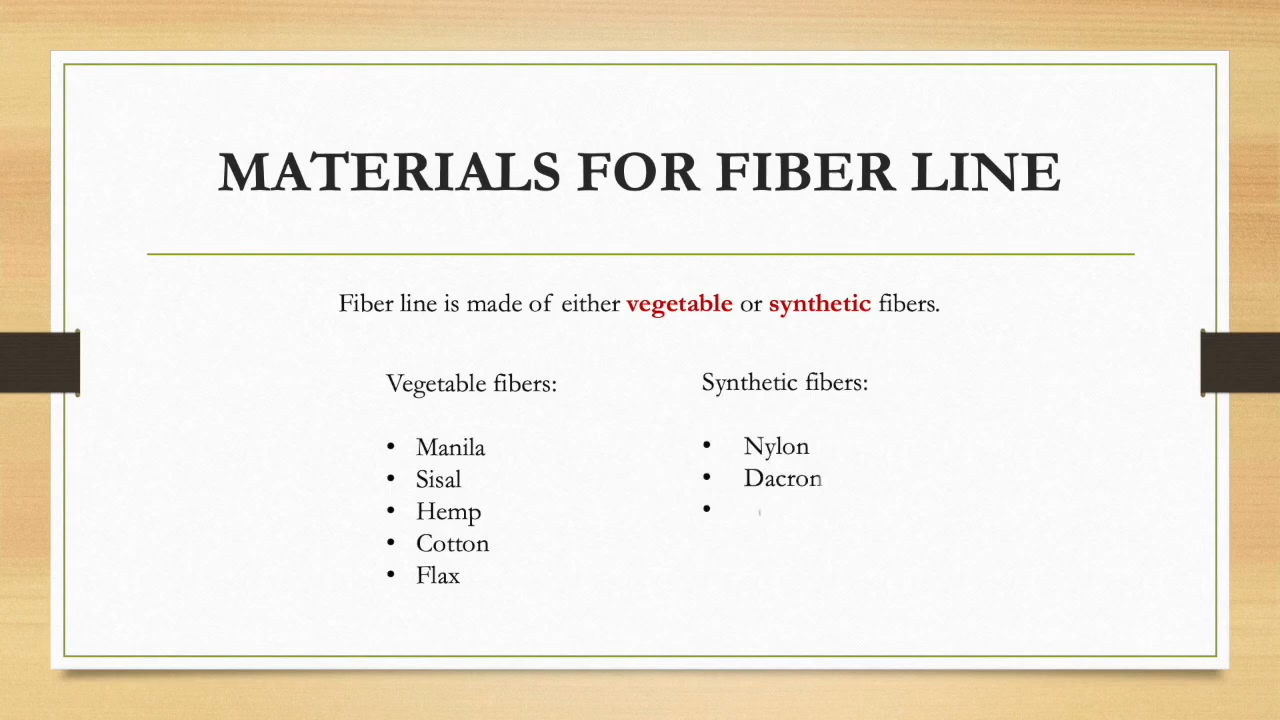 MATERIALS FOR FIBER LINE
Fiber line is made of either vegetable or synthetic fibers.
Vegetable fibers:
• Manila
• Sisal
• Hemp
• Cotton
• Flax
Synthetic fibers:
• Nylon
• Dacron
•